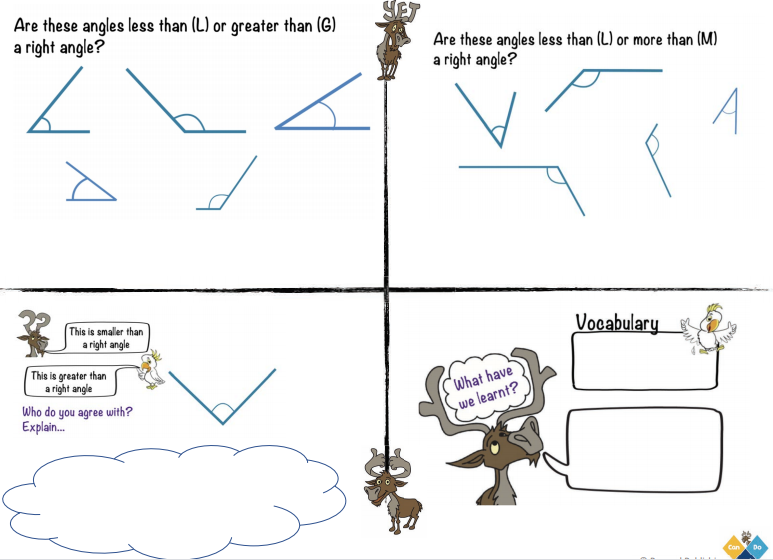 Are these angles less than (L) or greater than (G)
a right angle?
YET
Are these angles less than (L) or more than (M)
a right angle?
??
This is smaller than
a right angle
This is greater than
a right angle
Who do you agree with?
Explain...
What have
we learnt?
Vocabulary
Can Do